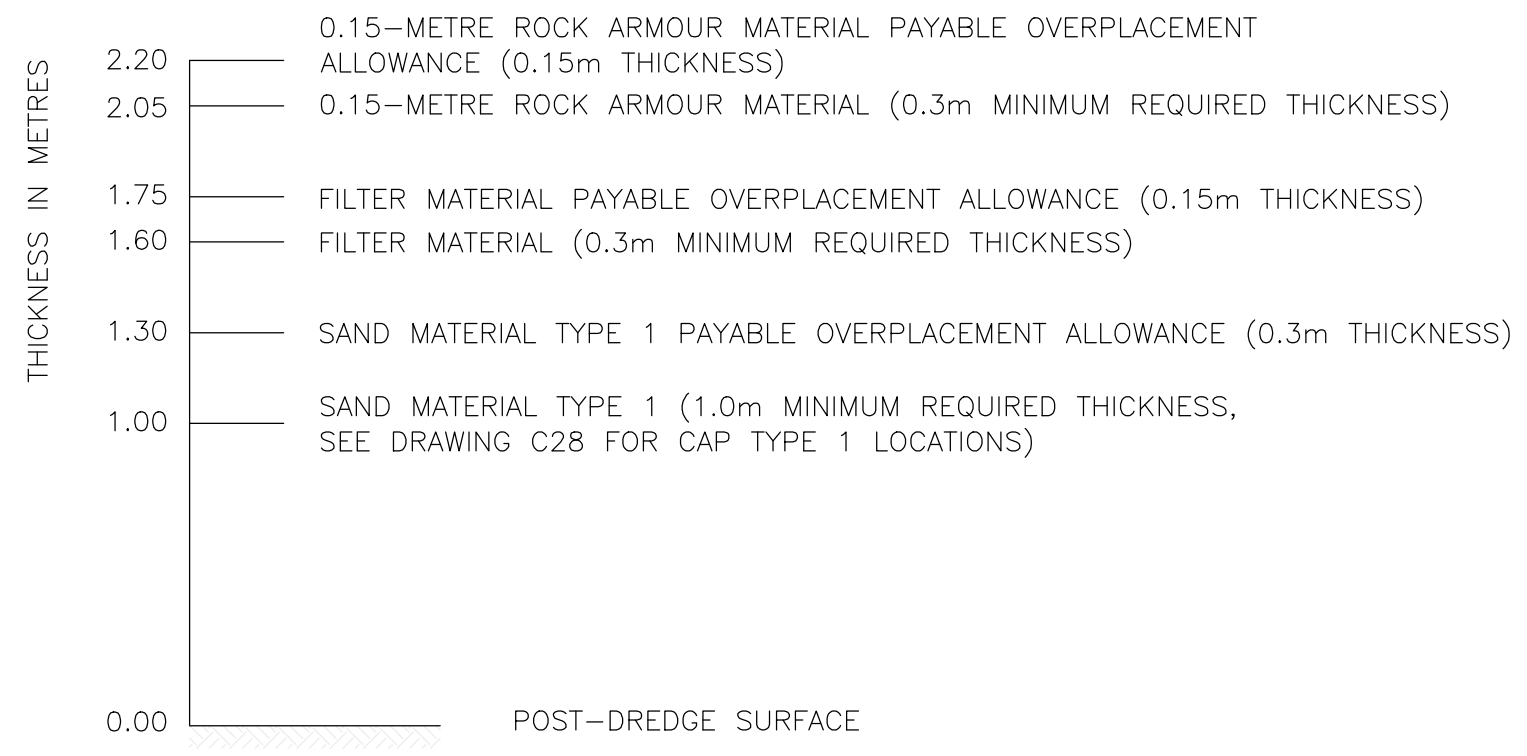 THICKNESS IN METRES
0.15-METRE ROCK ARMOUR MATERIAL PAYABLE OVERPLACEMENT
2.20 ALLOWANCE (0.15m THICKNESS)
2.05 0.15-METRE ROCK ARMOUR MATERIAL (0.3m MINIMUM REQUIRED THICKNESS)
1.75 FILTER MATERIAL PAYABLE OVERPLACEMENT ALLOWANCE (0.15m THICKNESS)
1.60 FILTER MATERIAL (0.3m MINIMUM REQUIRED THICKNESS)
1.30 SAND MATERIAL TYPE 1 PAYABLE OVERPLACEMENT ALLOWANCE (0.3m THICKNESS)
1.00 SAND MATERIAL TYPE 1 (1.0m MINIMUM REQUIRED THICKNESS,
SEE DRAWING C28 FOR CAP TYPE 1 LOCATIONS)
0.00 POST-DREDGE SURFACE